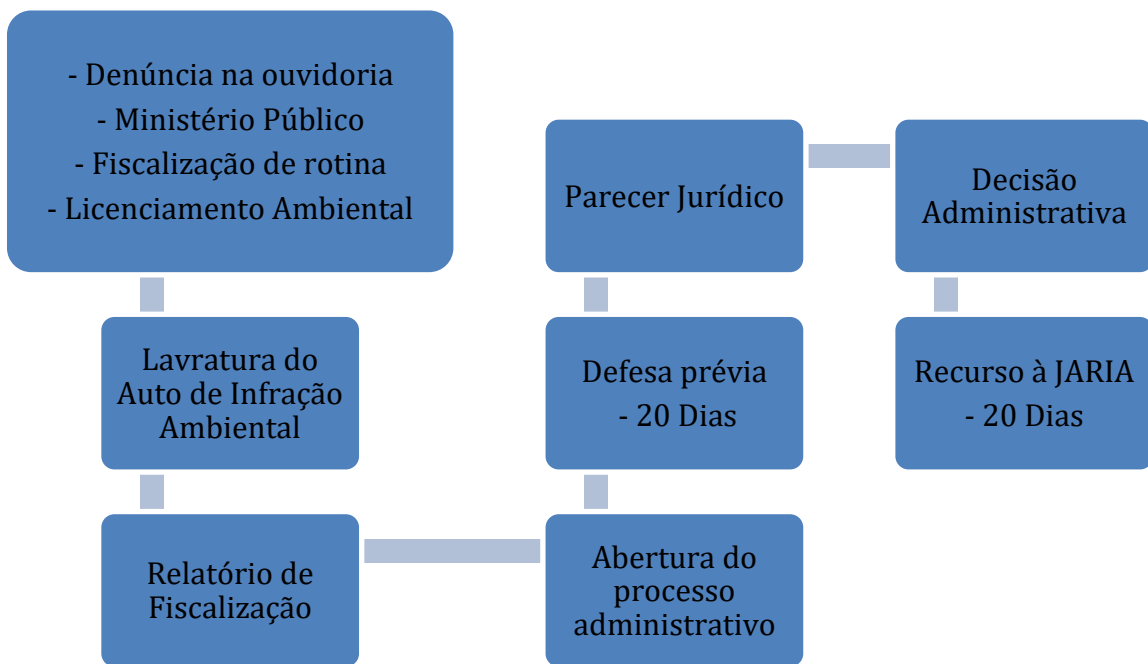 - Denúncia na ouvidoria
- Ministério Público
- Fiscalização de rotina
- Licenciamento Ambiental
Lavratura do
Auto de Infração
Ambiental
Relatório de
Fiscalização
Abertura do
processo
administrativo
Defesa prévia
- 20 Dias
Parecer Jurídico
Decisão
Administrativa
Recurso à JARIA
- 20 Dias